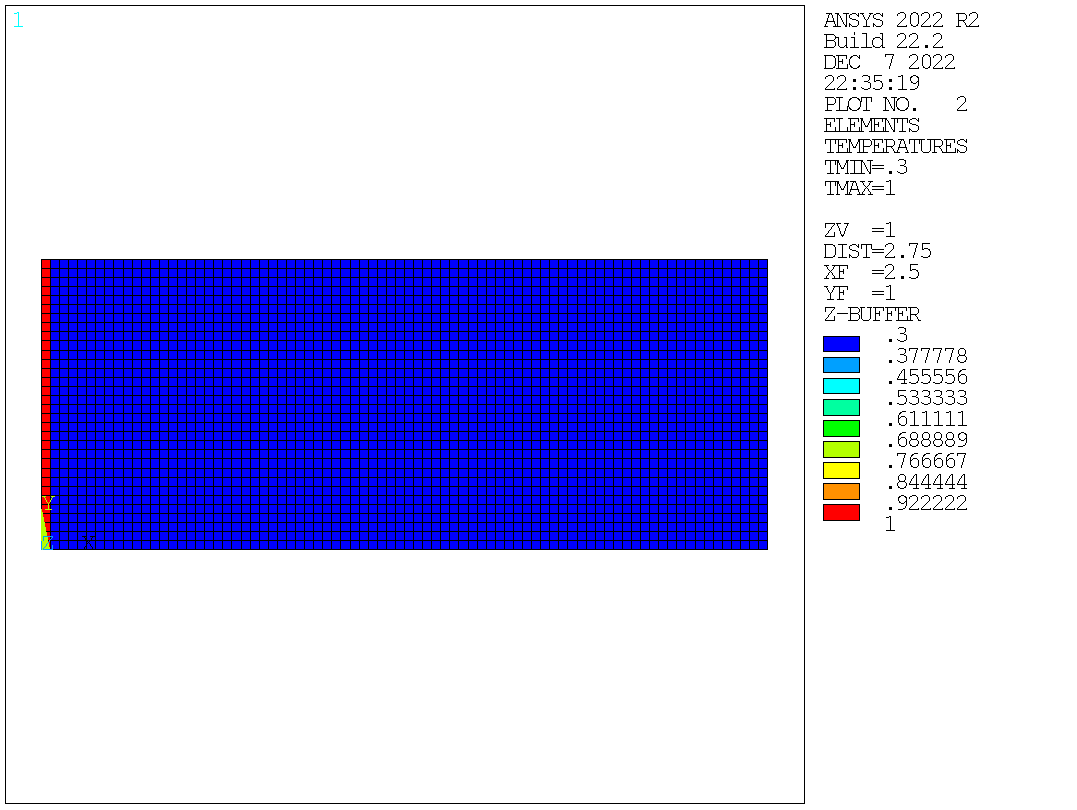 1
ANSYS 2022 R2
Build 22.2
DEC  7 2022
22:35:19
PLOT NO.   2
ELEMENTS
TEMPERATURES
TMIN=.3
TMAX=1
ZV  =1
DIST=2.75
XF  =2.5
YF  =1
Z-BUFFER
.3
.377778
.455556
.533333
.611111
.688889
.766667
.844444
.922222
1
Y
Z X